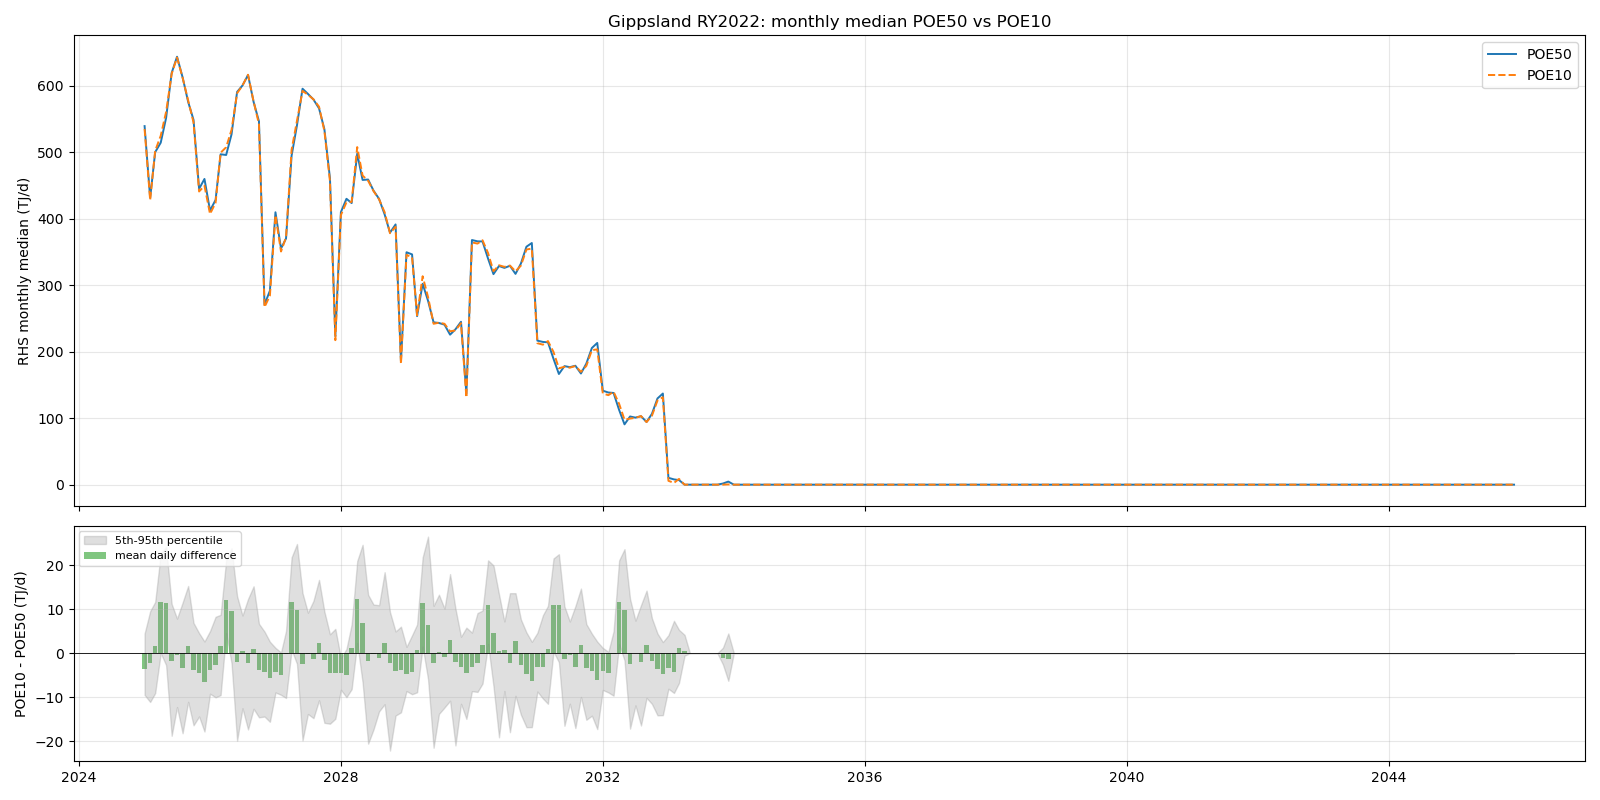 Gippsland RY2022: monthly median POE50 vs POE10
RHS monthly median (TJ/d)
600
500
400
300
200
100
0
POE50
POE10
POE10 - POE50 (TJ/d)
20
10
0
−10
−20
5th-95th percentile
mean daily difference
2024
2028
2032
2036
2040
2044